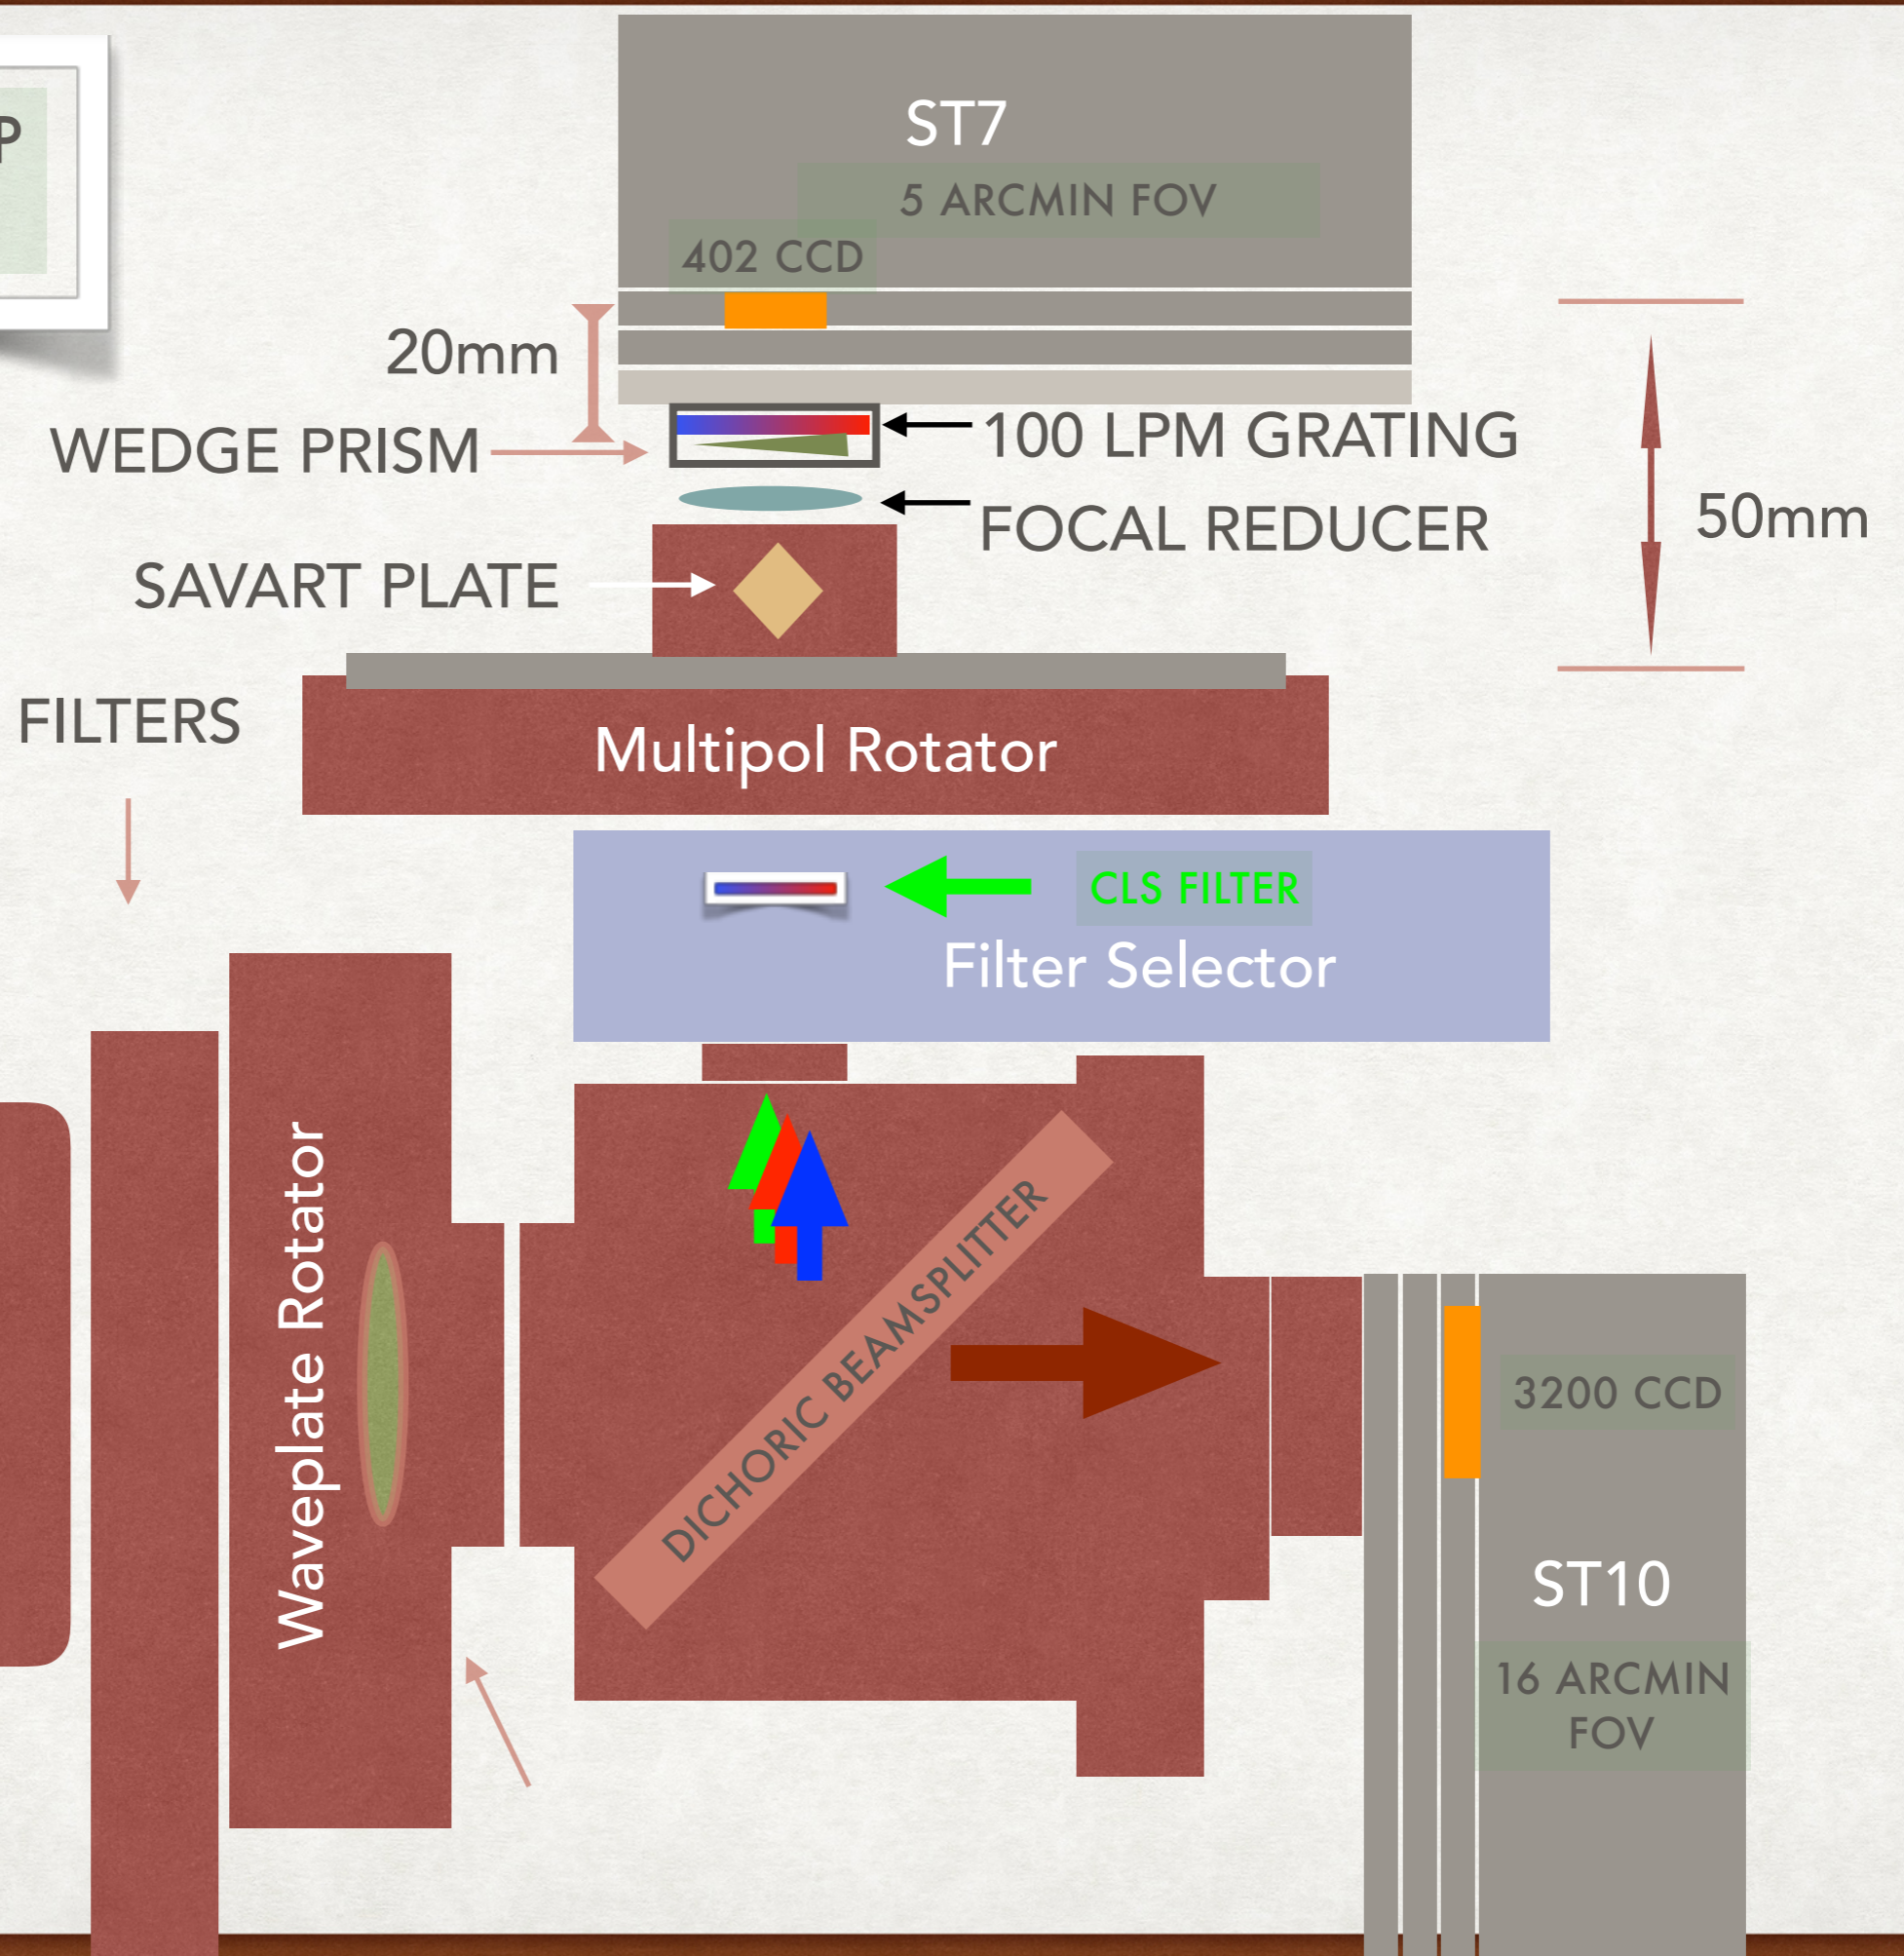 P
ST7
5 ARCMIN FOV
402 CCD
20mm
WEDGE PRISM
100 LPM GRATING
FOCAL REDUCER
50mm
SAVART PLATE
FILTERS
Multipol Rotator
CLS FILTER
Filter Selector
Waveplate Rotator
DICHORIC BEAMSPLITTER
3200 CCD
ST10
16 ARCMIN
FOV